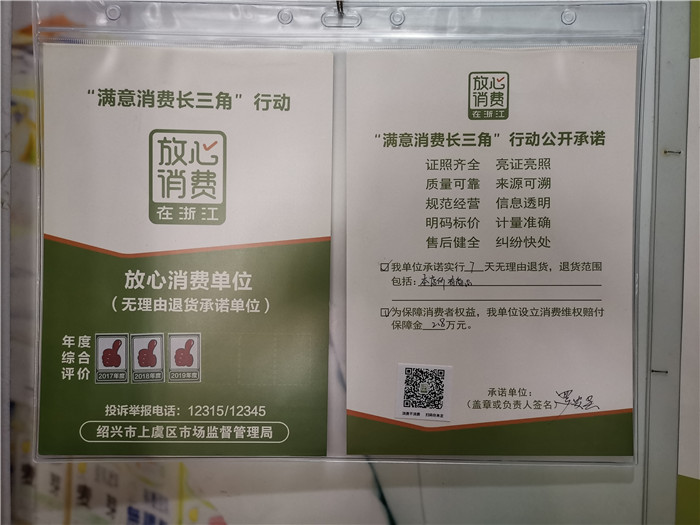 “满意消费长三角”行动
放心
消费
在浙江
放心消费单位
（无理由退货承诺单位）
年度
综合
评价
2017年度 2018年度 2019年度
投诉举报电话：12315/12345
绍兴市上虞区市场监督管理局
放心
消费
在浙江
“满意消费长三角”行动公开承诺
证照齐全 亮证亮照
质量可靠 来源可溯
规范经营 信息透明
明码标价 计量准确
售后健全 纠纷快处
我单位承诺实行 7 天无理由退货，退货范围
包括：本店所有商品
为保障消费者权益，我单位设立消费维权赔付
保障金 2.8 万元。
承诺单位：
（盖章或负责人签名）